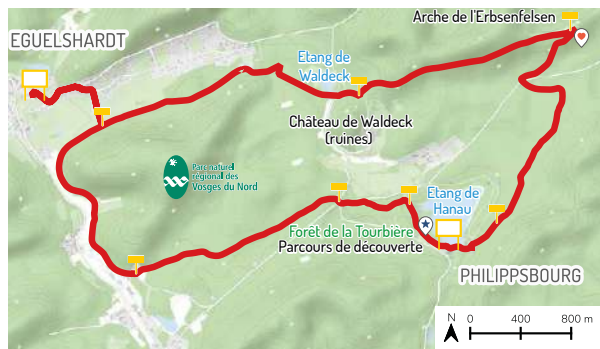 Arche de l'Erbsenfelsen
EGUELSHARDT
Etang de
Waldeck
Château de Waldeck
(ruines)
Parc naturel
régional des
Vosges du Nord
Etang de
Hanau
Forêt de la Tourbière
Parcours de découverte
PHILIPPSBOURG
N 0 400 800 m